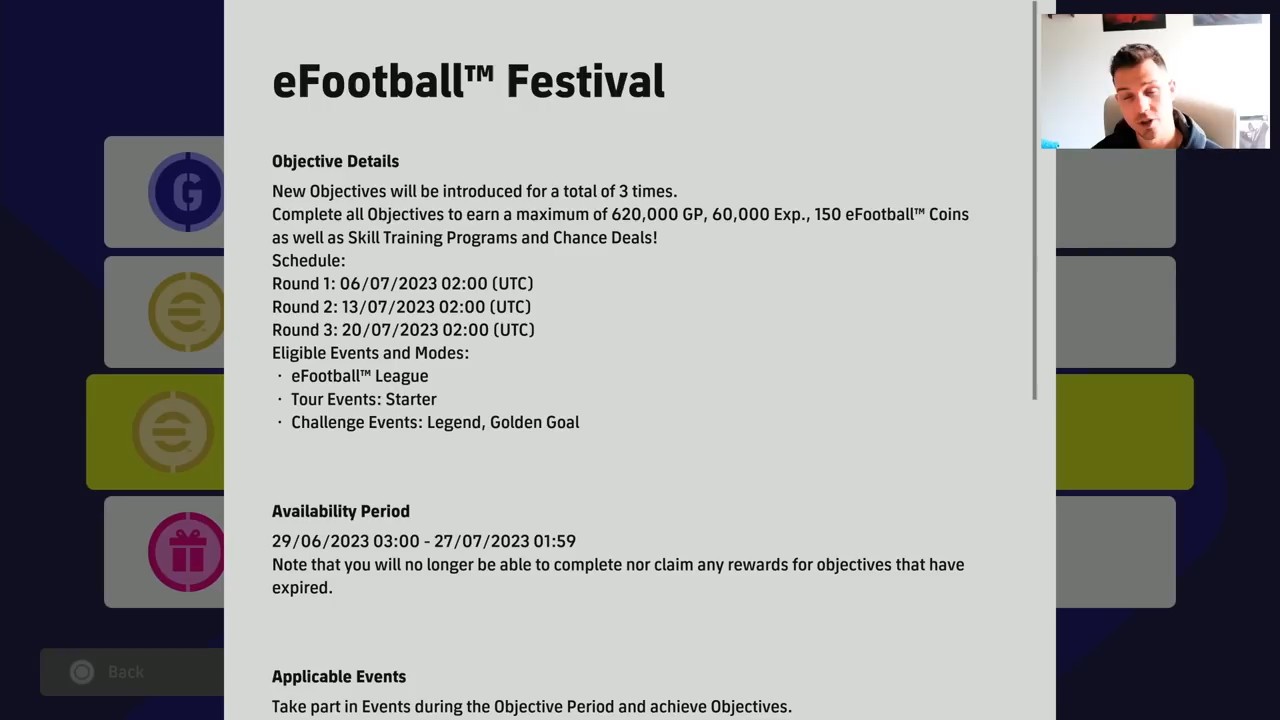 eFootball™ Festival
Objective Details
New Objectives will be introduced for a total of 3 times.
Complete all Objectives to earn a maximum of 620,000 GP, 60,000 Exp., 150 eFootball™ Coins
as well as Skill Training Programs and Chance Deals!
Schedule:
Round 1: 06/07/2023 02:00 (UTC)
Round 2: 13/07/2023 02:00 (UTC)
Round 3: 20/07/2023 02:00 (UTC)
Eligible Events and Modes:
· eFootball™ League
· Tour Events: Starter
· Challenge Events: Legend, Golden Goal
Availability Period
29/06/2023 03:00 - 27/07/2023 01:59
Note that you will no longer be able to complete nor claim any rewards for objectives that have
expired.
Back
Applicable Events
Take part in Events during the Objective Period and achieve Objectives.